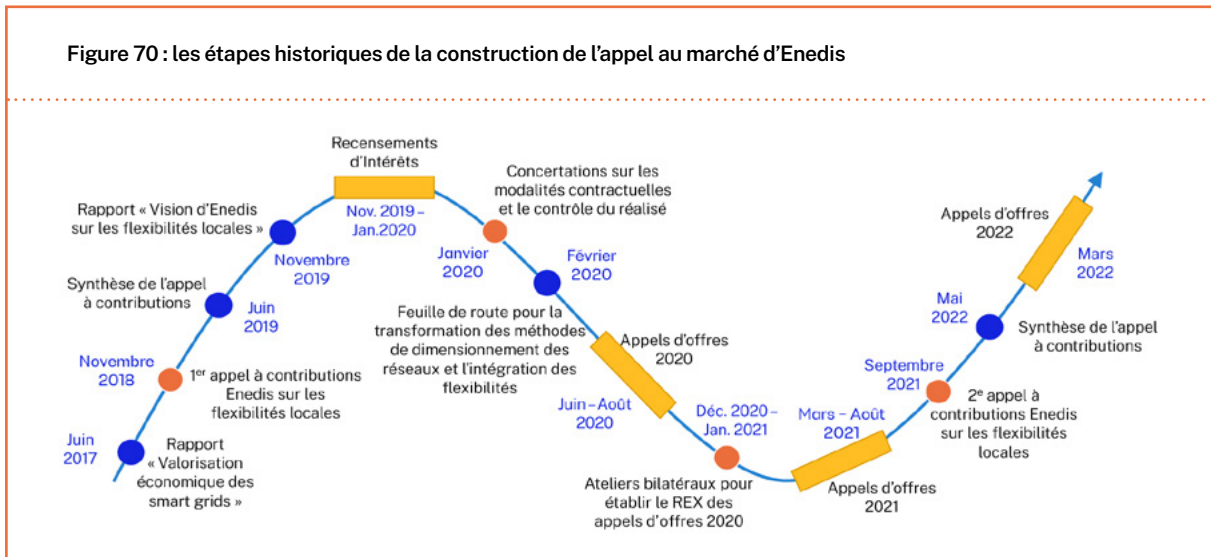 Figure 70 : les étapes historiques de la construction de l'appel au marché d'Enedis
Juin
2017
Rapport
« Valorisation
économique des
smart grids »
Novembre
2018
1er appel à contributions
Enedis sur les
flexibilités locales
Synthèse de l'appel
à contributions
Juin
2019
Rapport « Vision d'Enedis
sur les flexibilités locales »
Novembre
2019
Recensements
d'Intérêts
Nov. 2019 –
Jan.2020
Concertations sur les
modalités contractuelles
et le contrôle du réalisé
Janvier
2020
Février
2020
Feuille de route pour la
transformation des méthodes
de dimensionnement des
réseaux et l'intégration des
flexibilités
Appels d'offres
2020
Juin – Août
2020
Déc. 2020 –
Jan. 2021
Ateliers bilatéraux pour
établir le REX des
appels d'offres 2020
Mars – Août
2021
Appels d'offres
2021
Septembre
2021
2e appel à
contributions Enedis
sur les flexibilités
locales
Mai
2022
Synthèse de l'appel
à contributions
Appels d'offres
2022
Mars
2022